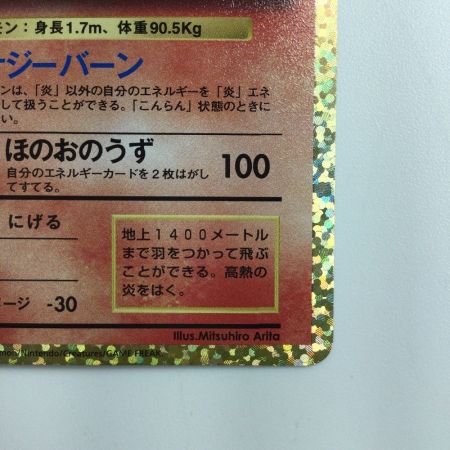 モン：身長1.7m、体重90.5Kg
ジーバーン
ンは、「炎」以外の自分のエネルギーを「炎」エネ
して扱うことができる。「こんらん」状態のときに
い。
ほのおのうず 100
自分のエネルギーカードを２枚はがし
てすてる。
にげる
ージ -30
地上１４００メートル
まで羽をつかって飛ぶ
ことができる。高熱の
炎をはく。
Illus.Mitsuhiro Arita
/Nintendo/Creatures/GAME FREAK